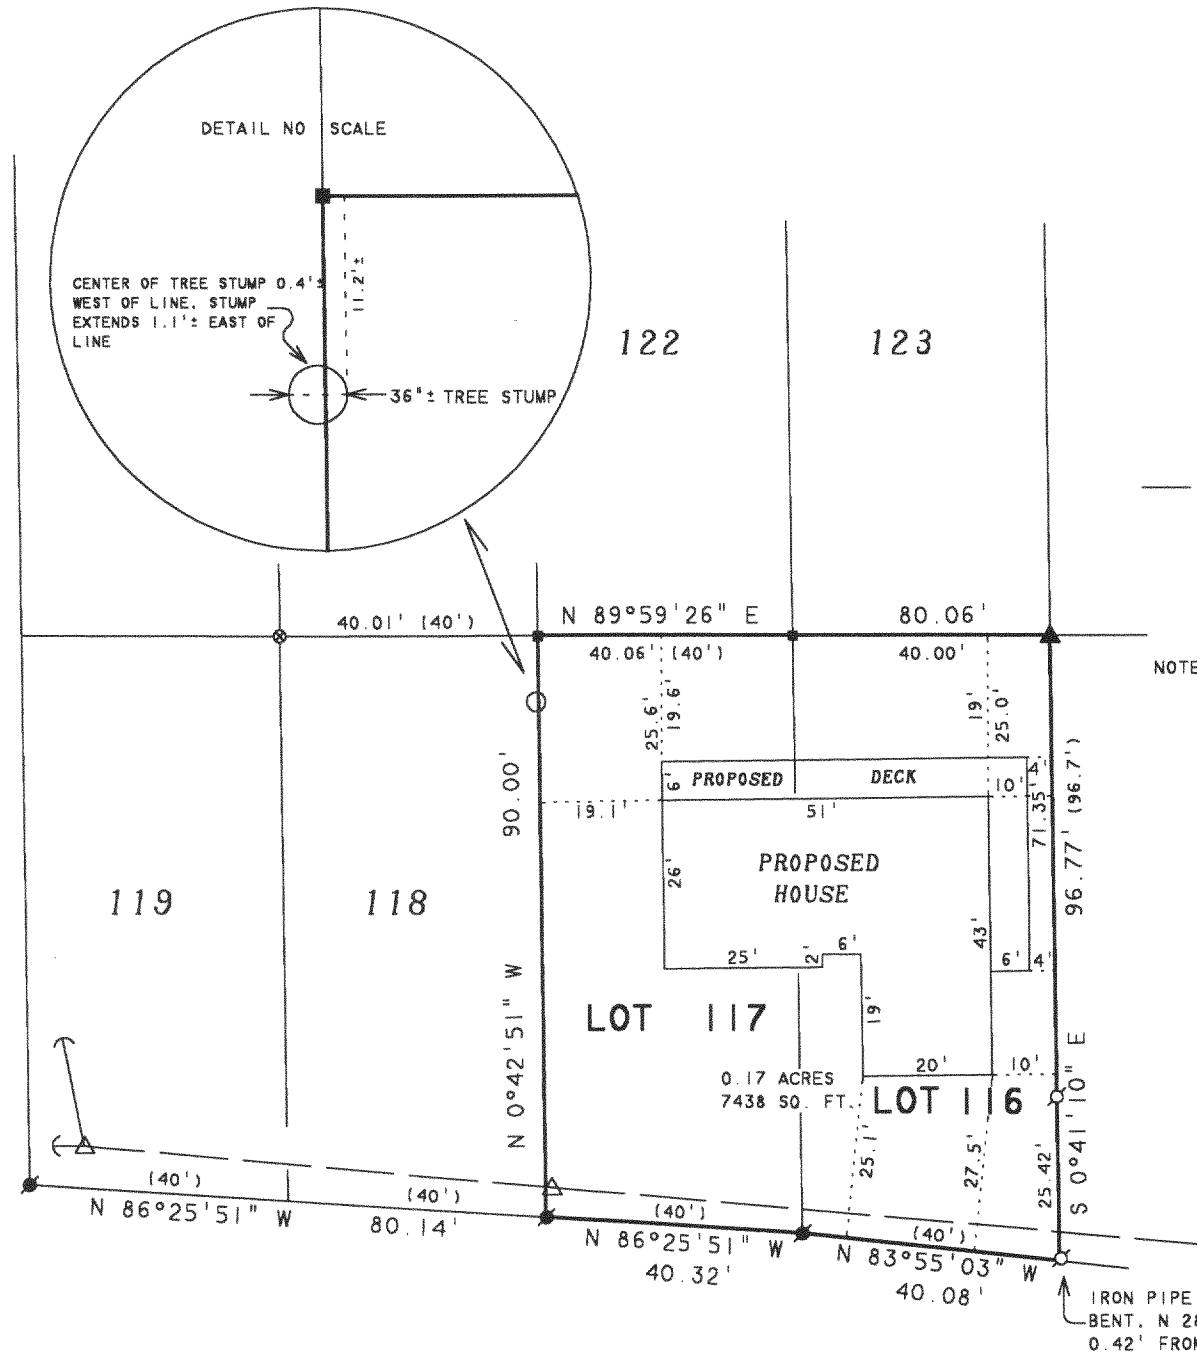 DETAIL NO SCALE
CENTER OF TREE STUMP 0.4'±
WEST OF LINE. STUMP
EXTENDS 1.1'± EAST OF
LINE
11.2'±
36"± TREE STUMP
122
123
40.01' (40')
N 89°59'26" E
80.06'
40.06' (40')
40.00'
NOTE
25.6'
19.6'
19'
25.0'
90.00'
6'
PROPOSED DECK
4'
10'
19.1'
51'
71.35'
96.77' (96.7')
26'
PROPOSED
HOUSE
119
118
43'
25'
2'
6'
6'
4'
N 0°42'51" W
LOT 117
19'
20'
10'
0.17 ACRES
7438 SQ. FT.
LOT 116
S 0°41'10" E
25.1'
27.5'
25.42'
(40')
(40')
(40')
(40')
N 86°25'51" W
80.14'
N 86°25'51" W
40.32'
N 83°55'03" W
40.08'
IRON PIPE
BENT. N 28
0.42' FROM